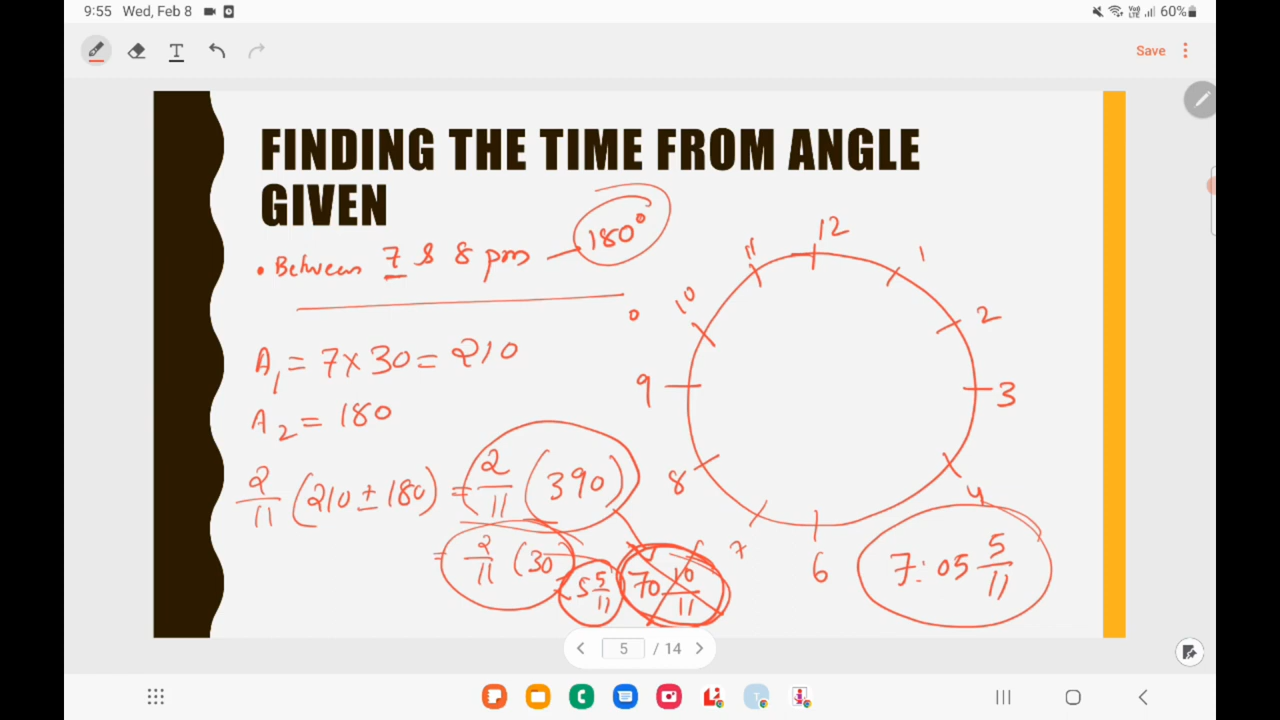 9:55 Wed, Feb 8
60%
Save
FINDING THE TIME FROM ANGLE
GIVEN
• Between 7 & 8 pm — 180°
A₁ = 7 × 30 = 210
A₂ = 180
2/11 (210 ± 180) = 2/11 (390)
= 2/11 (30
5 5/11
70 10/11
12
1
2
3
4
6
7
8
9
10
11
7:05 5/11
5 / 14